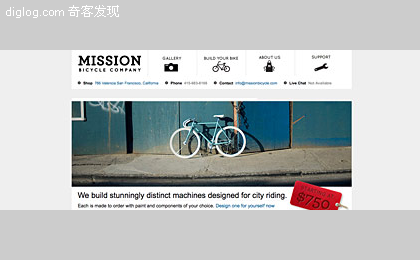 diglog.com 奇客发现
MISSION
BICYCLE COMPANY
GALLERY
BUILD YOUR BIKE
ABOUT US
SUPPORT
Shop 766 Valencia San Francisco, California
Phone
Contact info@missionbicycle.com
Live Chat Not Available
We build stunningly distinct machines designed for city riding.
Each is made to order with paint and components of your choice. Design one for yourself now
$750